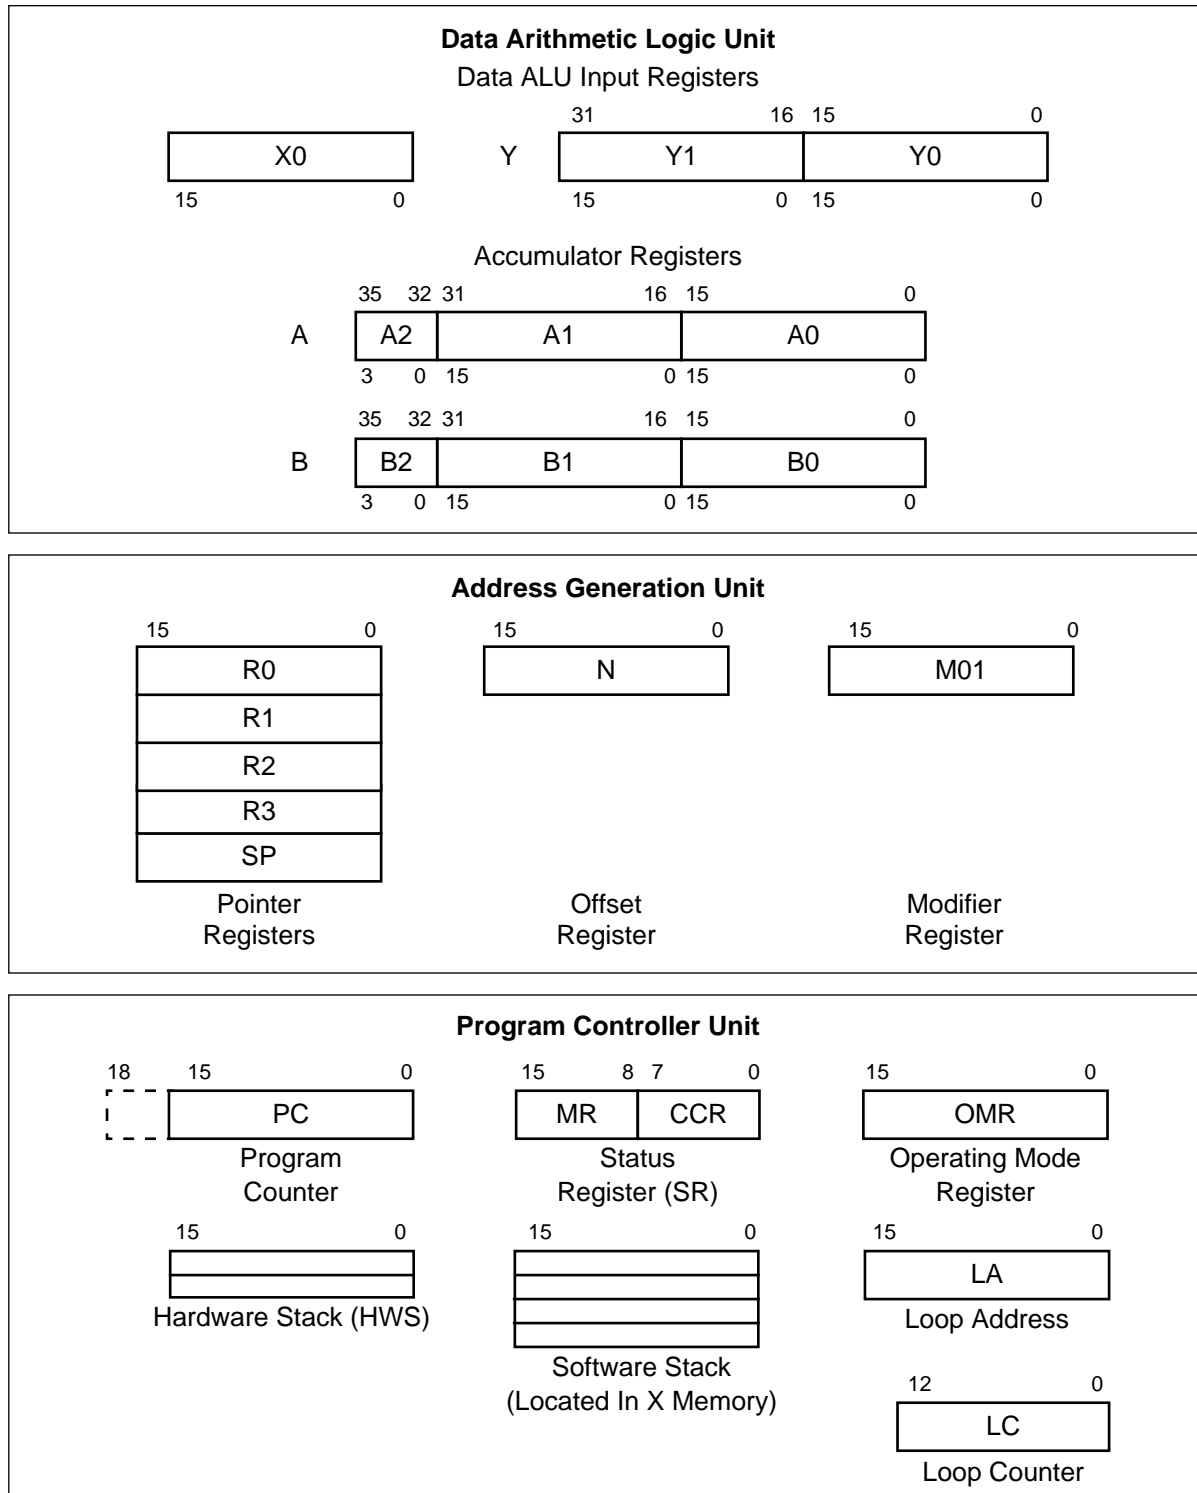 Data Arithmetic Logic Unit
Data ALU Input Registers
31 16 15 0
X0 Y Y1 Y0
15 0 15 0 15 0
Accumulator Registers
35 32 31 16 15 0
A A2 A1 A0
3 0 15 0 15 0
35 32 31 16 15 0
B B2 B1 B0
3 0 15 0 15 0
Address Generation Unit
15 0 15 0 15 0
R0 N M01
R1
R2
R3
SP
Pointer Offset Modifier
Registers Register Register
Program Controller Unit
18 15 0 15 8 7 0 15 0
PC MR CCR OMR
Program Status Operating Mode
Counter Register (SR) Register
15 0 15 0 15 0
LA
Hardware Stack (HWS) Loop Address
Software Stack
(Located In X Memory)
12 0
LC
Loop Counter